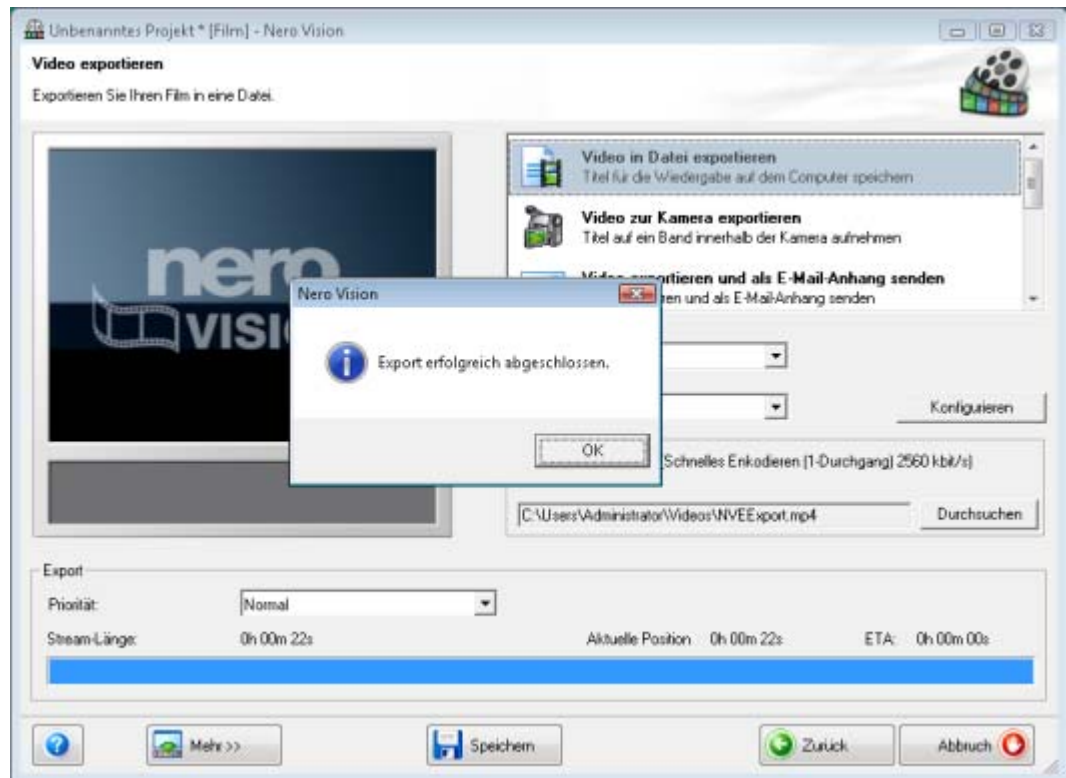 Unbenanntes Projekt * [Film] - Nero Vision
Video exportieren
Exportieren Sie Ihren Film in eine Datei.
nero
VISI
Video in Datei exportieren
Titel für die Wiedergabe auf dem Computer speichern
Video zur Kamera exportieren
Titel auf ein Band innerhalb der Kamera aufnehmen
Video exportieren und als E-Mail-Anhang senden
ren und als E-Mail-Anhang senden
Nero Vision
Export erfolgreich abgeschlossen.
OK
Konfigurieren
Schnelles Enkodieren (1-Durchgang) 2560 kbit/s)
C:\Users\Administrator\Videos\NVEExport.mp4
Durchsuchen
Export
Priorität: Normal
Stream-Länge: 0h 00m 22s Aktuelle Position 0h 00m 22s ETA: 0h 00m 00s
Mehr >> Speichern Zurück Abbruch